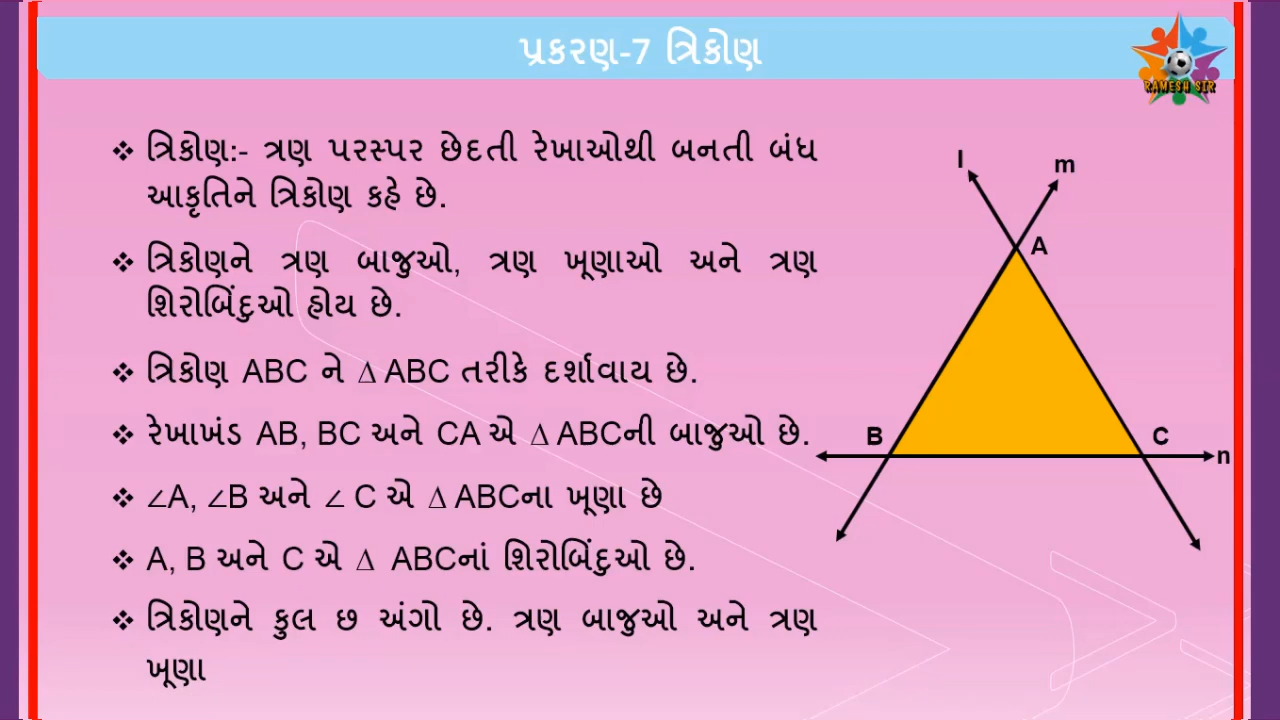 પ્રકરણ-7 ત્રિકોણ
RAMESH SIR
❖ ત્રિકોણ:- ત્રણ પરસ્પર છેદતી રેખાઓથી બનતી બંધ
આકૃતિને ત્રિકોણ કહે છે.
❖ ત્રિકોણને ત્રણ બાજુઓ, ત્રણ ખૂણાઓ અને ત્રણ
શિરોબિંદુઓ હોય છે.
❖ ત્રિકોણ ABC ને ∆ ABC તરીકે દર્શાવાય છે.
❖ રેખાખંડ AB, BC અને CA એ ∆ ABCની બાજુઓ છે.
❖ ∠A, ∠B અને ∠ C એ ∆ ABCના ખૂણા છે
❖ A, B અને C એ ∆ ABCનાં શિરોબિંદુઓ છે.
❖ ત્રિકોણને કુલ છ અંગો છે. ત્રણ બાજુઓ અને ત્રણ
ખૂણા
l
m
A
B
C
n